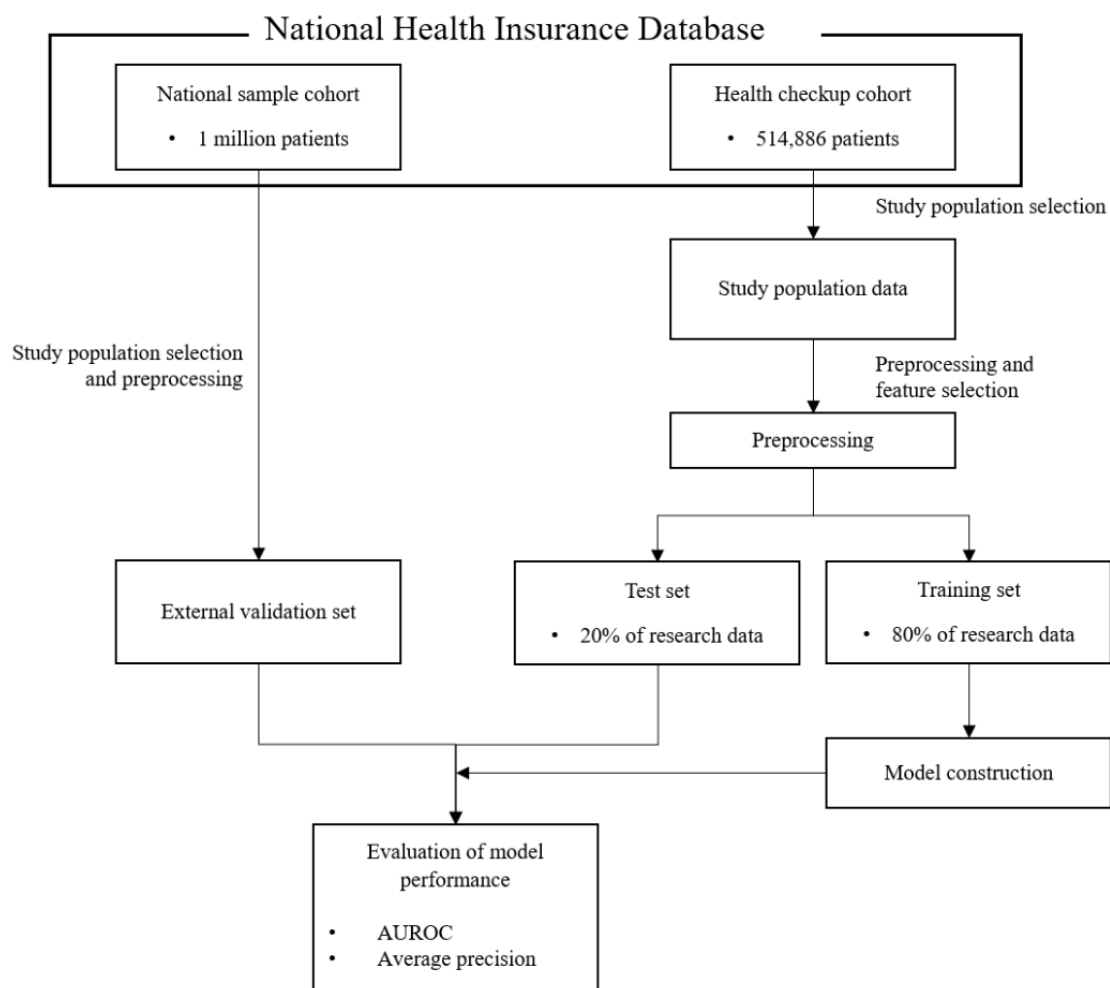 National Health Insurance Database
National sample cohort
• 1 million patients
Health checkup cohort
• 514,886 patients
Study population selection
Study population data
Study population selection
and preprocessing
Preprocessing and
feature selection
Preprocessing
External validation set
Test set
• 20% of research data
Training set
• 80% of research data
Model construction
Evaluation of model
performance
• AUROC
• Average precision